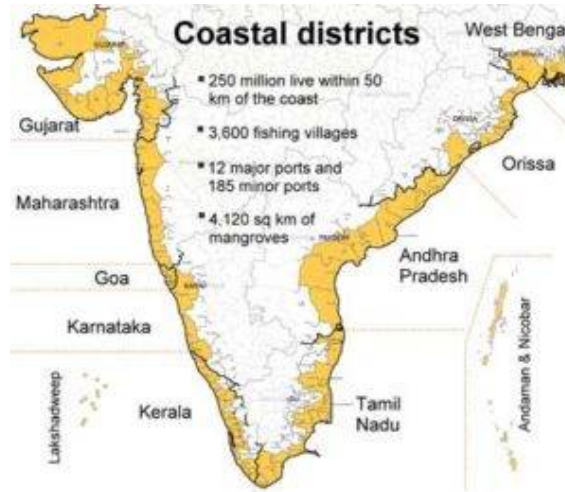 Coastal districts
West Benga
▪ 250 million live within 50
km of the coast
▪ 3,600 fishing villages
▪ 12 major ports and
185 minor ports
▪ 4,120 sq km of
mangroves
Gujarat
Orissa
Maharashtra
Andhra
Pradesh
Goa
Karnataka
Andaman & Nicobar
Lakshadweep
Kerala
Tamil
Nadu